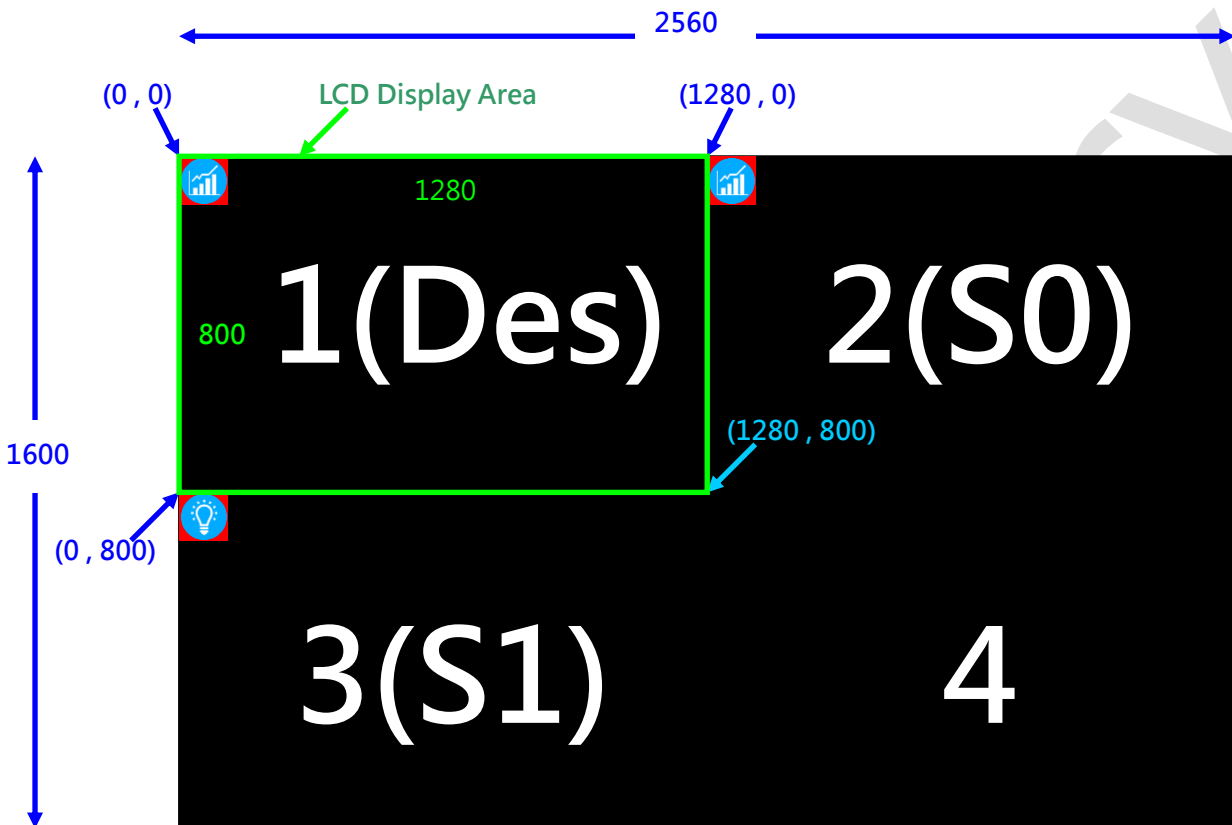 2560
(0 , 0)
LCD Display Area
(1280 , 0)
1280
1(Des)
2(S0)
800
(1280 , 800)
1600
(0 , 800)
3(S1)
4